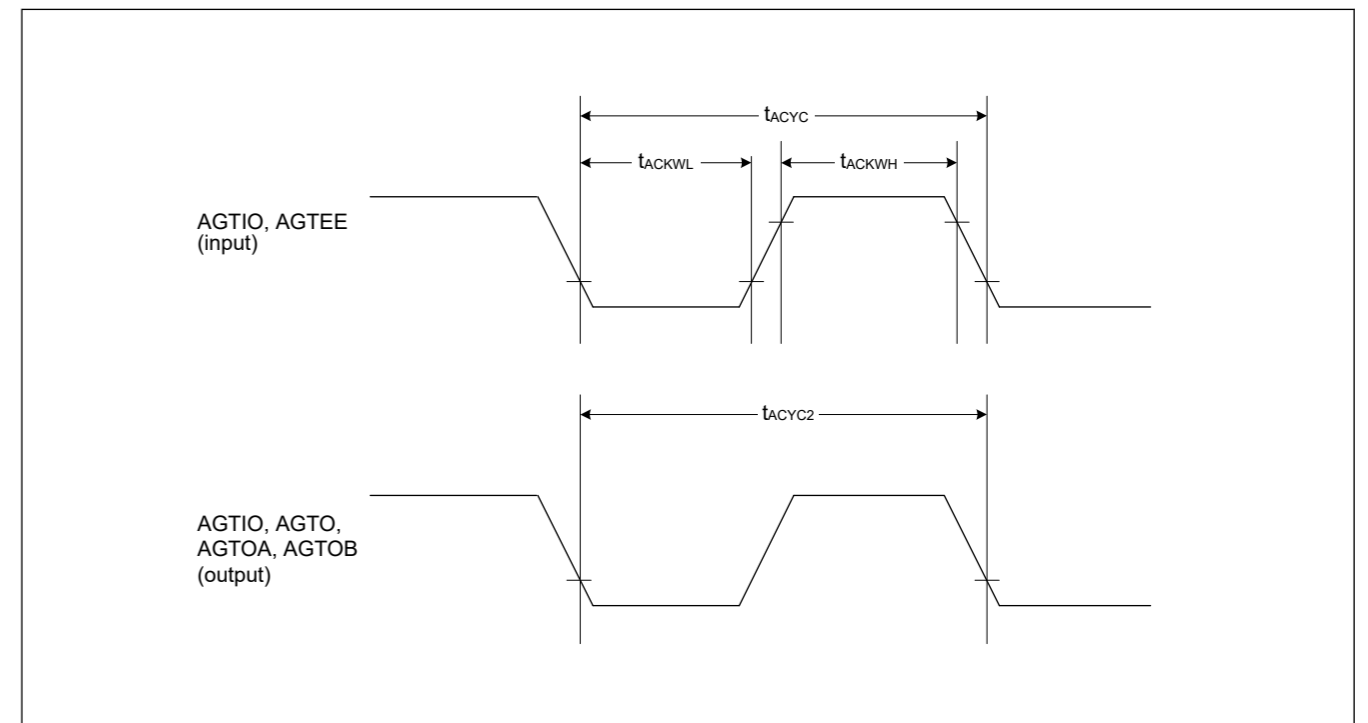 tACYC
tACKWL
tACKWH
AGTIO, AGTEE
(input)
tACYC2
AGTIO, AGTO,
AGTOA, AGTOB
(output)